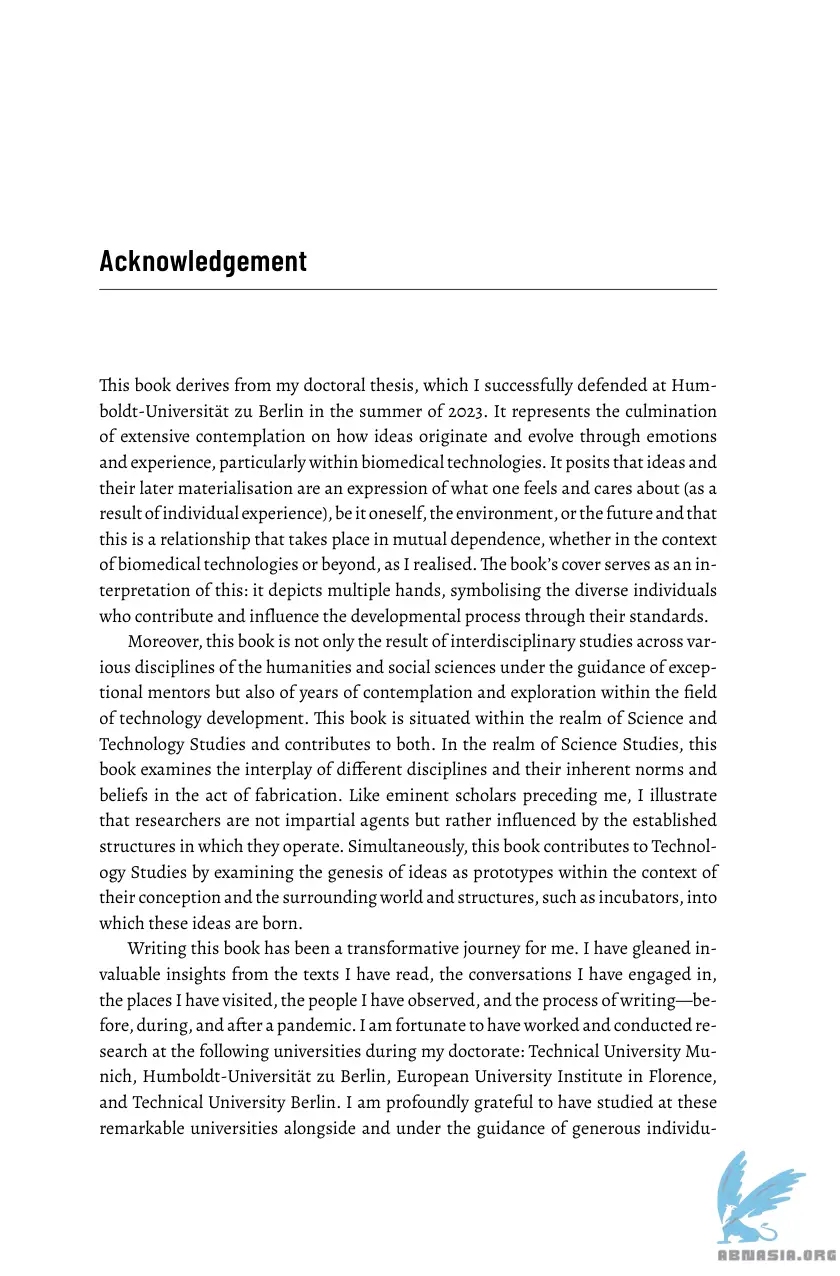 Acknowledgement
This book derives from my doctoral thesis, which I successfully defended at Hum-
boldt-Universität zu Berlin in the summer of 2023. It represents the culmination
of extensive contemplation on how ideas originate and evolve through emotions
and experience, particularly within biomedical technologies. It posits that ideas and
their later materialisation are an expression of what one feels and cares about (as a
result of individual experience), be it oneself, the environment, or the future and that
this is a relationship that takes place in mutual dependence, whether in the context
of biomedical technologies or beyond, as I realised. The book’s cover serves as an in-
terpretation of this: it depicts multiple hands, symbolising the diverse individuals
who contribute and influence the developmental process through their standards.
Moreover, this book is not only the result of interdisciplinary studies across var-
ious disciplines of the humanities and social sciences under the guidance of excep-
tional mentors but also of years of contemplation and exploration within the field
of technology development. This book is situated within the realm of Science and
Technology Studies and contributes to both. In the realm of Science Studies, this
book examines the interplay of different disciplines and their inherent norms and
beliefs in the act of fabrication. Like eminent scholars preceding me, I illustrate
that researchers are not impartial agents but rather influenced by the established
structures in which they operate. Simultaneously, this book contributes to Technol-
ogy Studies by examining the genesis of ideas as prototypes within the context of
their conception and the surrounding world and structures, such as incubators, into
which these ideas are born.
Writing this book has been a transformative journey for me. I have gleaned in-
valuable insights from the texts I have read, the conversations I have engaged in,
the places I have visited, the people I have observed, and the process of writing—be-
fore, during, and after a pandemic. I am fortunate to have worked and conducted re-
search at the following universities during my doctorate: Technical University Mu-
nich, Humboldt-Universität zu Berlin, European University Institute in Florence,
and Technical University Berlin. I am profoundly grateful to have studied at these
remarkable universities alongside and under the guidance of generous individu-
ABNASIA.ORG